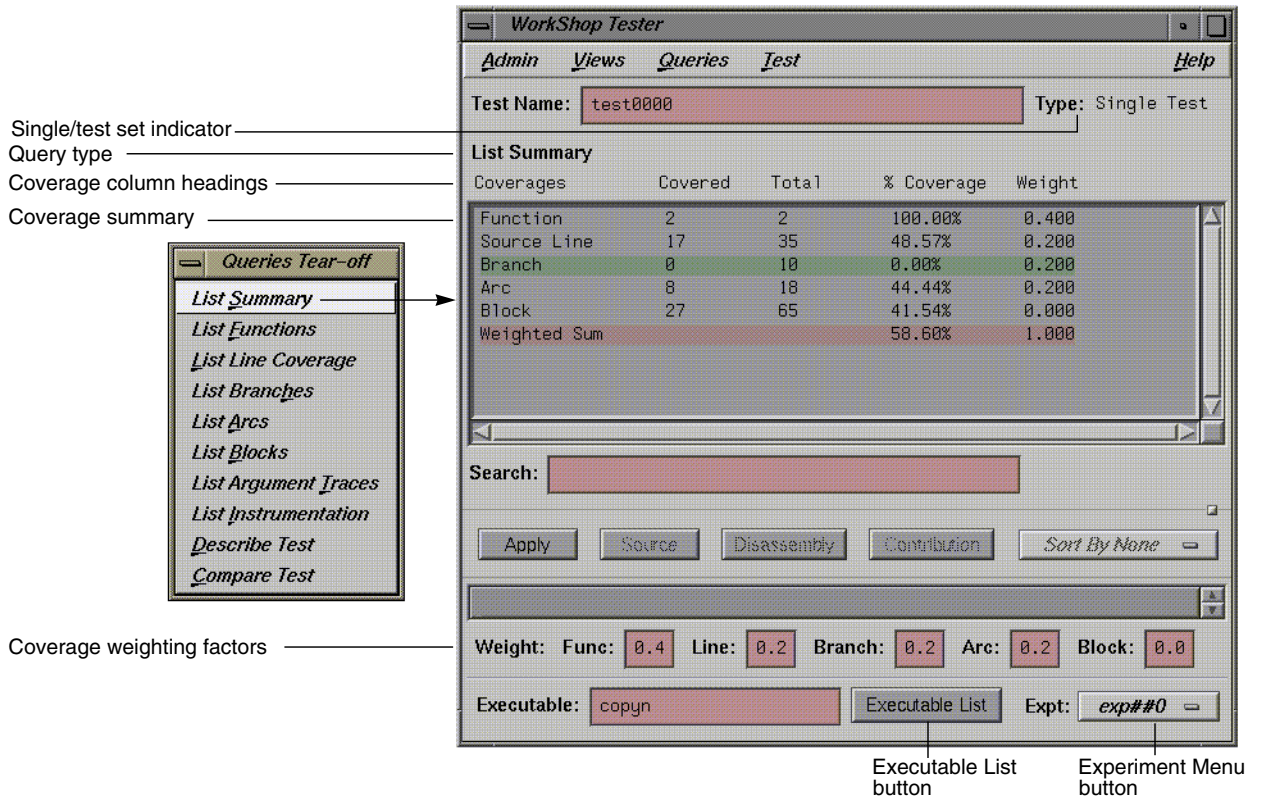 WorkShop Tester
Admin Views Queries Test Help
Test Name: test0000 Type: Single Test
Single/test set indicator
Query type
List Summary
Coverage column headings
Coverages Covered Total % Coverage Weight
Coverage summary
Function 2 2 100.00% 0.400
Source Line 17 35 48.57% 0.200
Branch 0 10 0.00% 0.200
Arc 8 18 44.44% 0.200
Block 27 65 41.54% 0.000
Weighted Sum 58.60% 1.000
Queries Tear-off
List Summary
List Functions
List Line Coverage
List Branches
List Arcs
List Blocks
List Argument Traces
List Instrumentation
Describe Test
Compare Test
Search:
Apply Source Disassembly Contribution Sort By None
Coverage weighting factors
Weight: Func: 0.4 Line: 0.2 Branch: 0.2 Arc: 0.2 Block: 0.0
Executable: copyn Executable List Expt: exp##0
Executable List
button
Experiment Menu
button